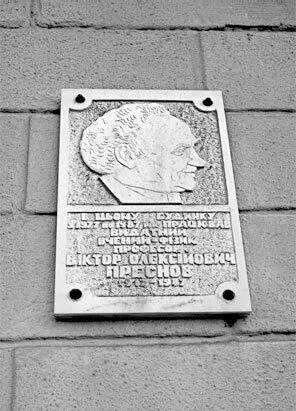 В ЦЬОМУ БУДИНКУ
ПРАЦЮВАВ
ВИДАТНИЙ
ВЧЕНИЙ-ФІЗИК
ПРОФЕСОР
ВІКТОР ОЛЕКСІЙОВИЧ
ПРЕСНОВ